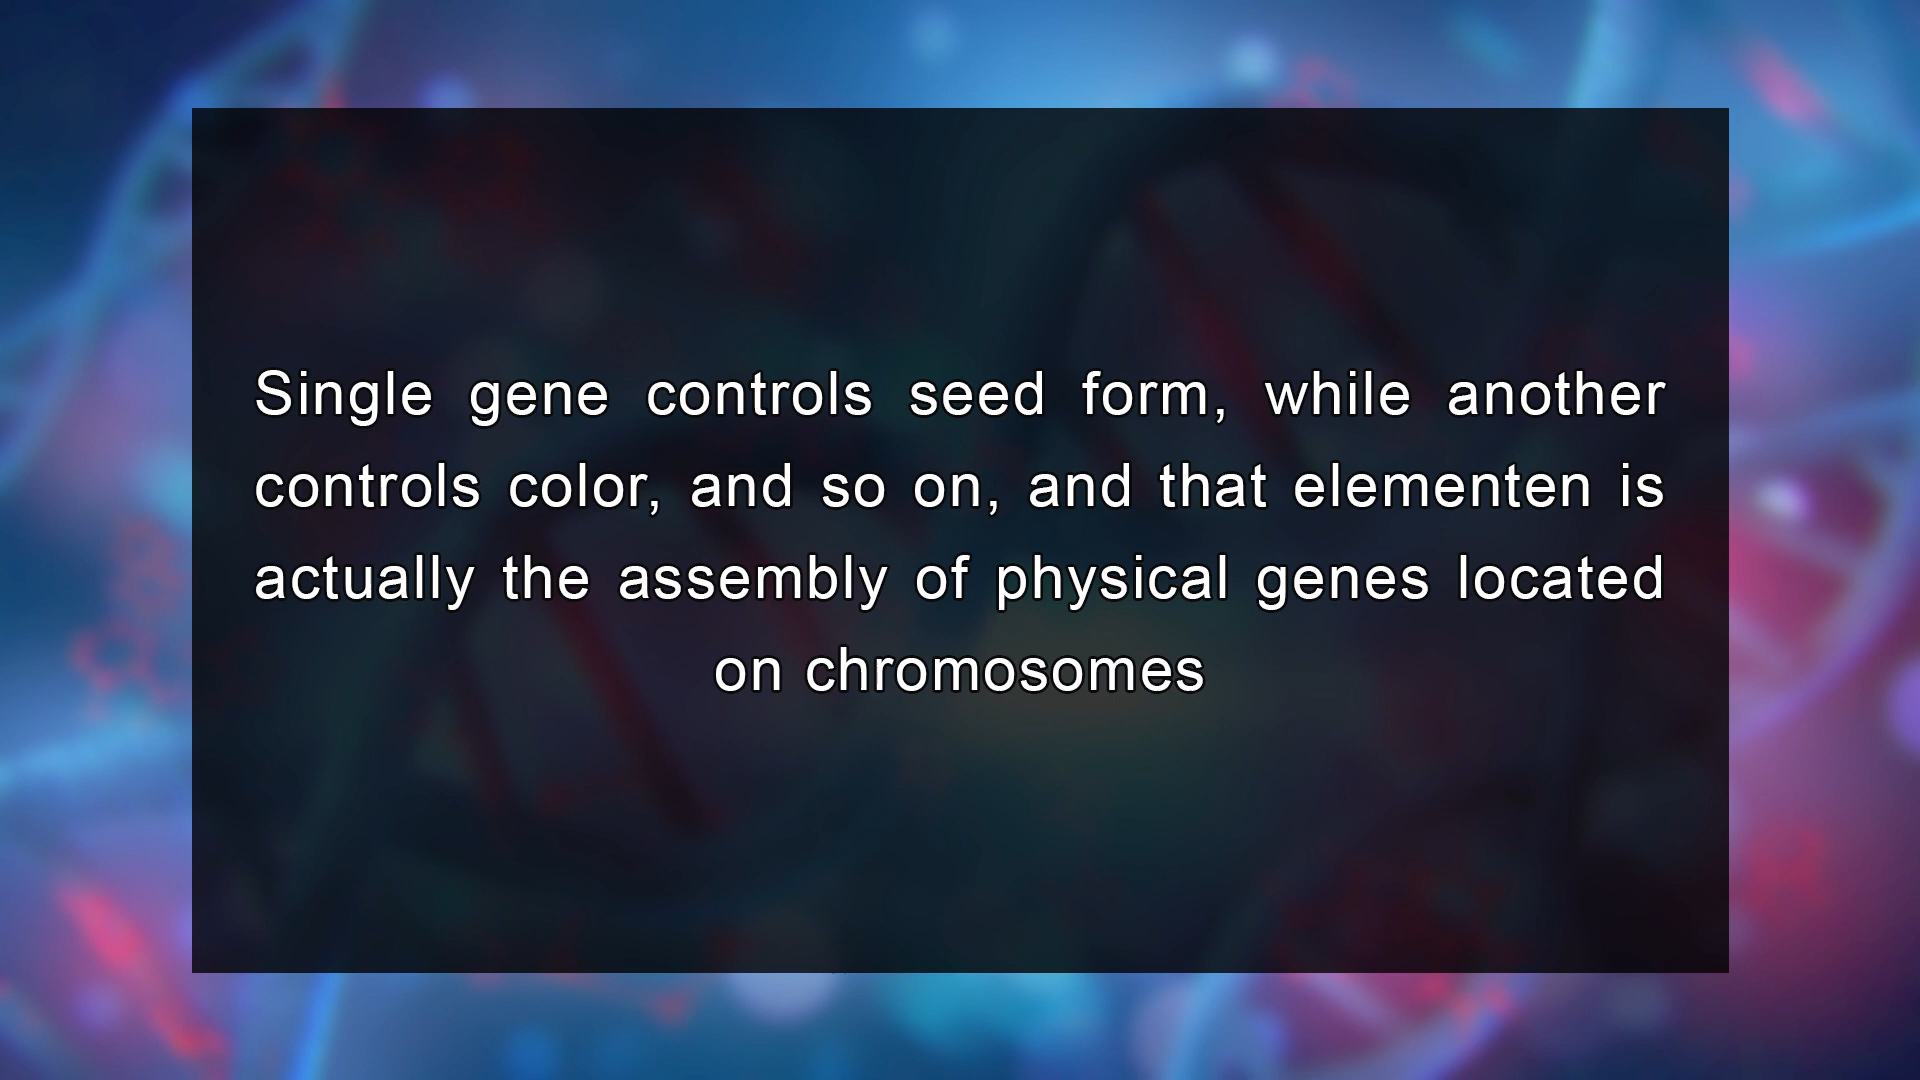 Single gene controls seed form, while another
controls color, and so on, and that elementen is
actually the assembly of physical genes located
on chromosomes